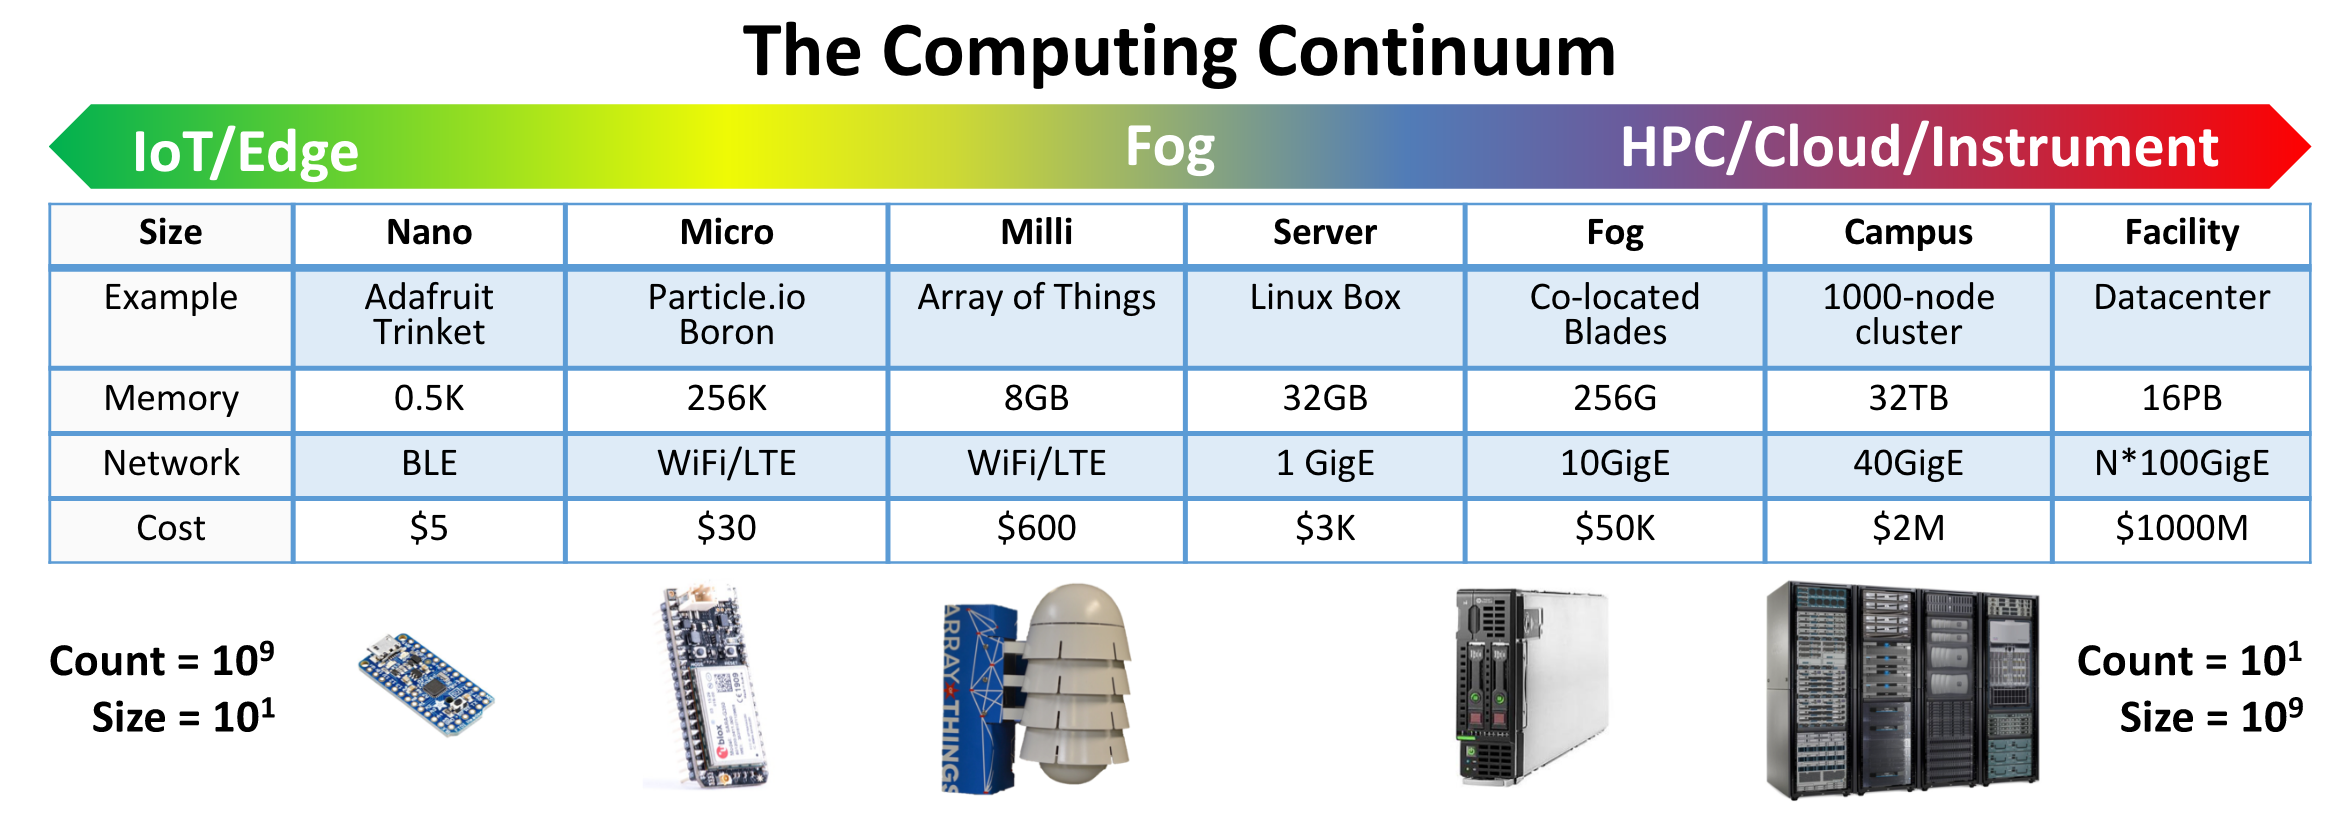 The Computing Continuum
IoT/Edge Fog HPC/Cloud/Instrument
Size Nano Micro Milli Server Fog Campus Facility
Example Adafruit Trinket Particle.io Boron Array of Things Linux Box Co-located Blades 1000-node cluster Datacenter
Memory 0.5K 256K 8GB 32GB 256G 32TB 16PB
Network BLE WiFi/LTE WiFi/LTE 1 GigE 10GigE 40GigE N*100GigE
Cost $5 $30 $600 $3K $50K $2M $1000M
Count = 10⁹
Size = 10¹
blox
ARRAY THINGS
Count = 10¹
Size = 10⁹